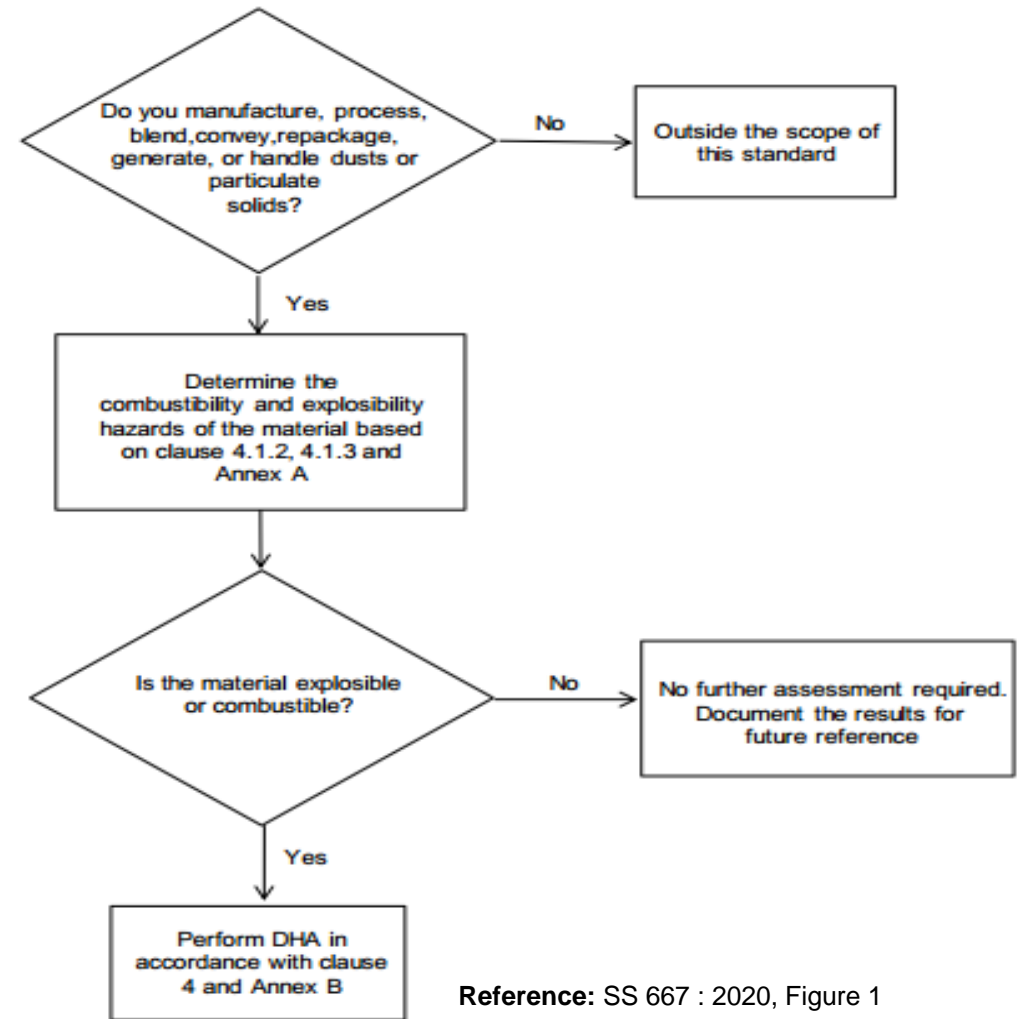 Do you manufacture, process,
blend,convey,repackage,
generate, or handle dusts or
particulate
solids?
No
Outside the scope of
this standard
Yes
Determine the
combustibility and explosibility
hazards of the material based
on clause 4.1.2, 4.1.3 and
Annex A
Is the material explosible
or combustible?
No
No further assessment required.
Document the results for
future reference
Yes
Perform DHA in
accordance with clause
4 and Annex B
Reference: SS 667 : 2020, Figure 1